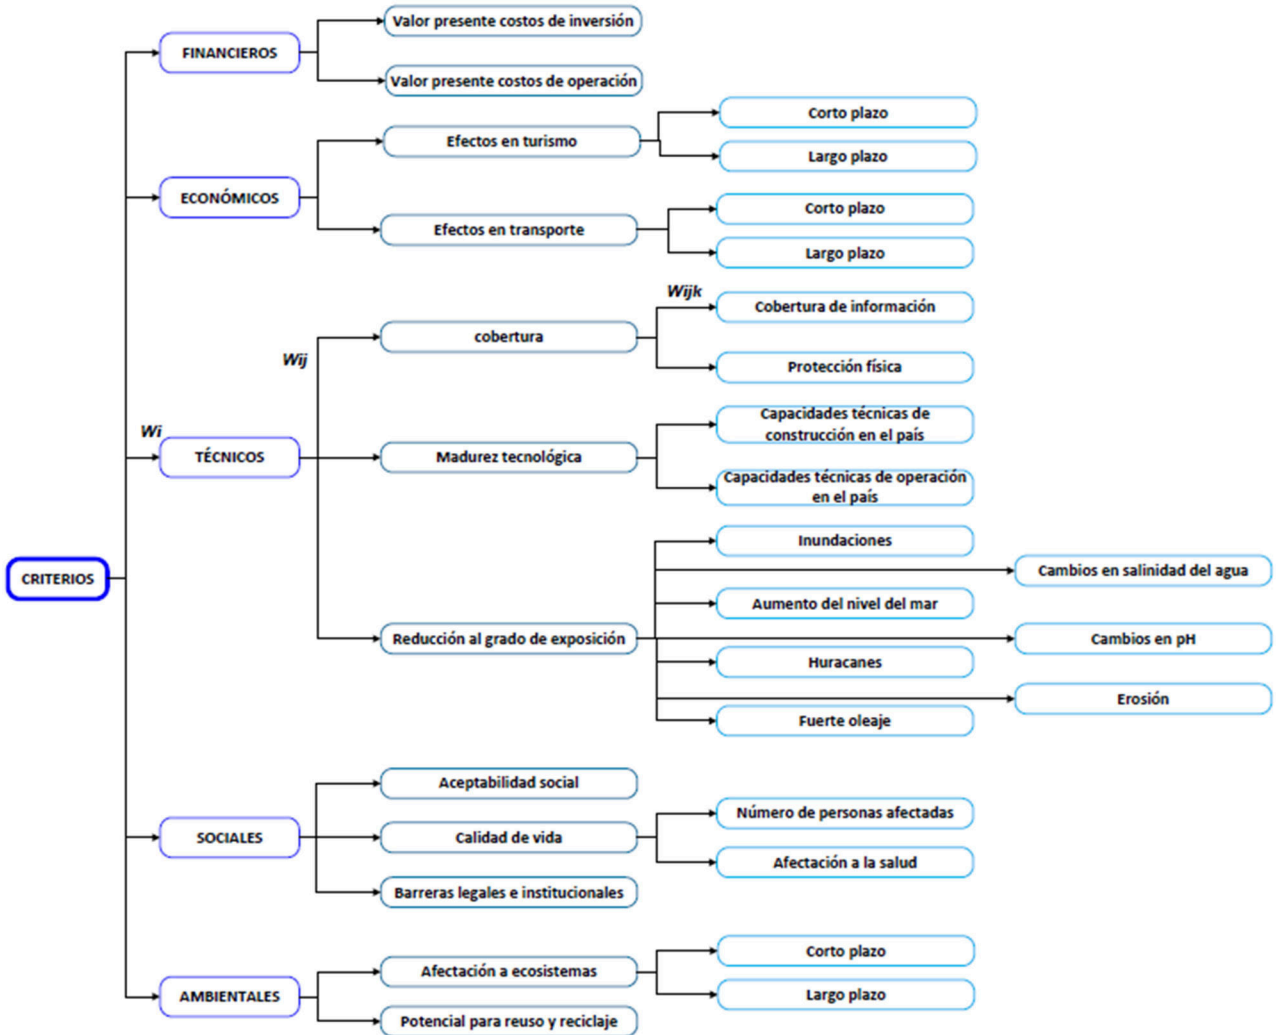 CRITERIOS
Wi
FINANCIEROS
Valor presente costos de inversión
Valor presente costos de operación
ECONÓMICOS
Efectos en turismo
Corto plazo
Largo plazo
Efectos en transporte
Corto plazo
Largo plazo
TÉCNICOS
Wij
cobertura
Wijk
Cobertura de información
Protección física
Madurez tecnológica
Capacidades técnicas de
construcción en el país
Capacidades técnicas de operación
en el país
Reducción al grado de exposición
Inundaciones
Cambios en salinidad del agua
Aumento del nivel del mar
Cambios en pH
Huracanes
Erosión
Fuerte oleaje
SOCIALES
Aceptabilidad social
Calidad de vida
Número de personas afectadas
Afectación a la salud
Barreras legales e institucionales
AMBIENTALES
Afectación a ecosistemas
Corto plazo
Largo plazo
Potencial para reuso y reciclaje